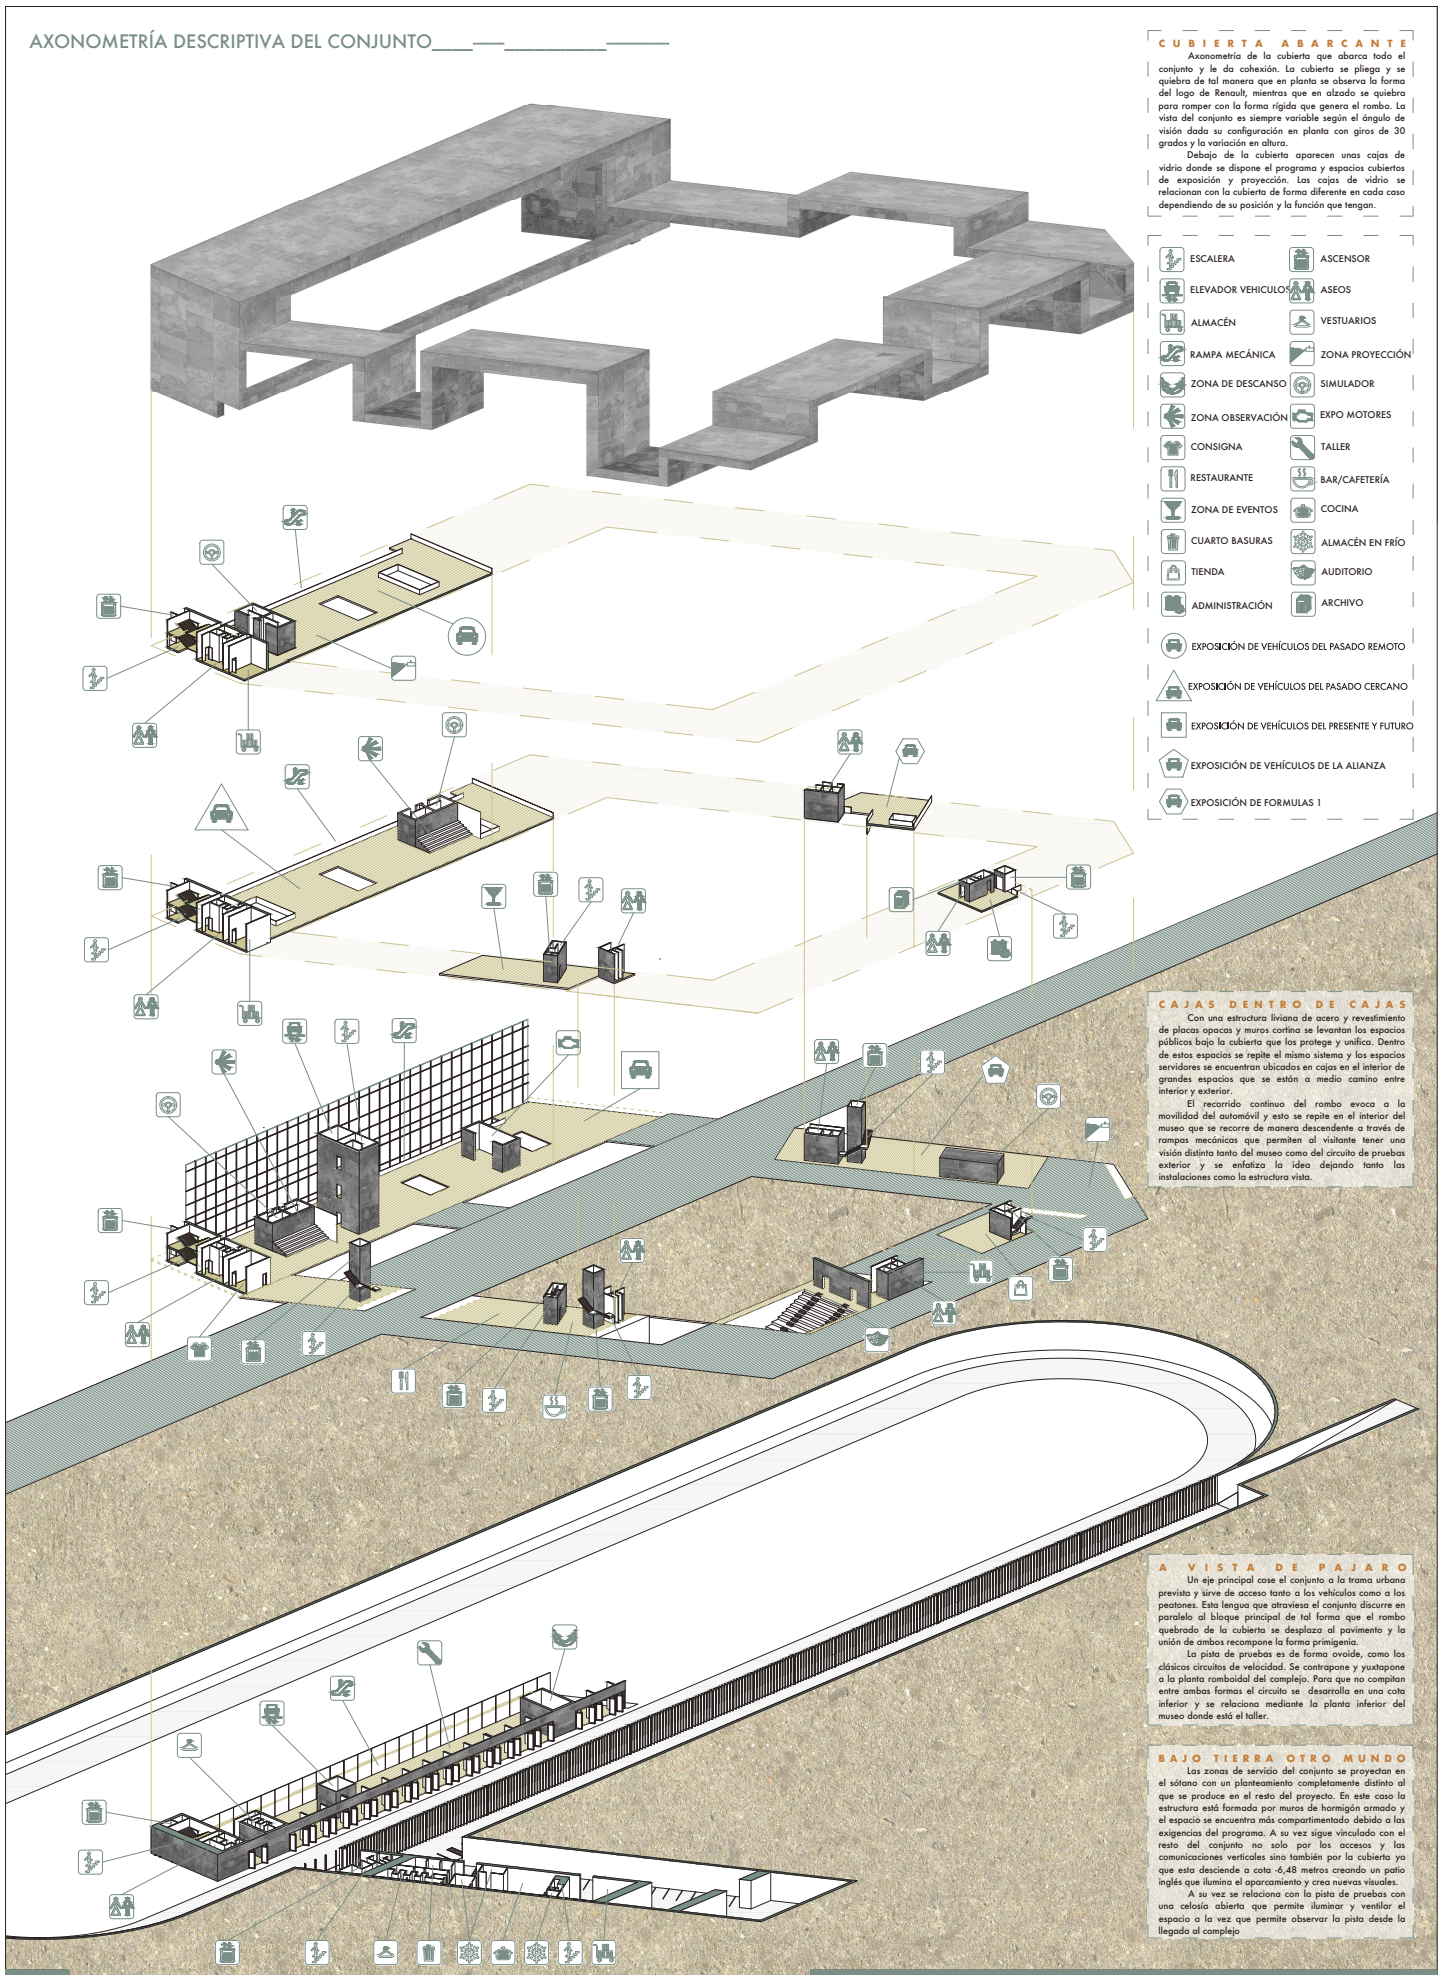 AXONOMETRÍA DESCRIPTIVA DEL CONJUNTO
CUBIERTA ABARCANTE
Axonometría de la cubierta que abarca todo el
conjunto y le da cohexión. La cubierta se pliega y se
quiebra de tal manera que en planta se observa la forma
del logo de Renault, mientras que en alzado se quiebra
para romper con la forma rígida que genera el rombo. La
vista del conjunto es siempre variable según el ángulo de
visión dada su configuración en planta con giros de 30
grados y la variación en altura.
Debajo de la cubierta aparecen unas cajas de
vidrio donde se dispone el programa y espacios cubiertos
de exposición y proyección. Las cajas de vidrio se
relacionan con la cubierta de forma diferente en cada caso
dependiendo de su posición y la función que tengan.
ESCALERA
ASCENSOR
ELEVADOR VEHICULOS
ASEOS
ALMACÉN
VESTUARIOS
RAMPA MECÁNICA
ZONA PROYECCIÓN
ZONA DE DESCANSO
SIMULADOR
ZONA OBSERVACIÓN
EXPO MOTORES
CONSIGNA
TALLER
RESTAURANTE
BAR/CAFETERÍA
ZONA DE EVENTOS
COCINA
CUARTO BASURAS
ALMACÉN EN FRÍO
TIENDA
AUDITORIO
ADMINISTRACIÓN
ARCHIVO
EXPOSICIÓN DE VEHÍCULOS DEL PASADO REMOTO
EXPOSICIÓN DE VEHÍCULOS DEL PASADO CERCANO
EXPOSICIÓN DE VEHÍCULOS DEL PRESENTE Y FUTURO
EXPOSICIÓN DE VEHÍCULOS DE LA ALIANZA
EXPOSICIÓN DE FORMULAS 1
CAJAS DENTRO DE CAJAS
Con una estructura liviana de acero y revestimiento
de placas opacas y muros cortina se levantan los espacios
públicos bajo la cubierta que los protege y unifica. Dentro
de estos espacios se repite el mismo sistema y los espacios
servidores se encuentran ubicados en cajas en el interior de
grandes espacios que se están a medio camino entre
interior y exterior.
El recorrido continuo del rombo evoca a la
movilidad del automóvil y esto se repite en el interior del
museo que se recorre de manera descendente a través de
rampas mecánicas que permiten al visitante tener una
visión distinta tanto del museo como del circuito de pruebas
exterior y se enfatiza la idea dejando tanto las
instalaciones como la estructura vista.
A VISTA DE PAJARO
Un eje principal cose el conjunto a la trama urbana
prevista y sirve de acceso tanto a los vehículos como a los
peatones. Esta lengua que atraviesa el conjunto discurre en
paralelo al bloque principal de tal forma que el rombo
quebrado de la cubierta se desplaza al pavimento y la
unión de ambos recompone la forma primigenia.
La pista de pruebas es de forma ovoide, como los
clásicos circuitos de velocidad. Se contrapone y yuxtapone
a la planta romboidal del complejo. Para que no compitan
entre ambas formas el circuito se desarrolla en una cota
inferior y se relaciona mediante la planta inferior del
museo donde está el taller.
BAJO TIERRA OTRO MUNDO
Las zonas de servicio del conjunto se proyectan en
el sótano con un planteamiento completamente distinto al
que se produce en el resto del proyecto. En este caso la
estructura está formada por muros de hormigón armado y
el espacio se encuentra más compartimentado debido a las
exigencias del programa. A su vez sigue vinculado con el
resto del conjunto no solo por los accesos y las
comunicaciones verticales sino también por la cubierta ya
que esta desciende a cota -6,48 metros creando un patio
inglés que ilumina el aparcamiento y crea nuevas visuales.
A su vez se relaciona con la pista de pruebas con
una celosía abierta que permite iluminar y ventilar el
espacio a la vez que permite observar la pista desde la
llegada al complejo